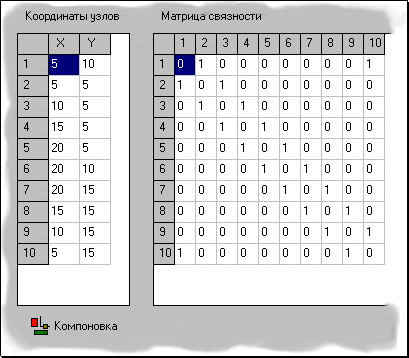 Координаты узлов Матрица связности
X Y 1 2 3 4 5 6 7 8 9 10
1 5 10 1 0 1 0 0 0 0 0 0 0 1
2 5 5 2 1 0 1 0 0 0 0 0 0 0
3 10 5 3 0 1 0 1 0 0 0 0 0 0
4 15 5 4 0 0 1 0 1 0 0 0 0 0
5 20 5 5 0 0 0 1 0 1 0 0 0 0
6 20 10 6 0 0 0 0 1 0 1 0 0 0
7 20 15 7 0 0 0 0 0 1 0 1 0 0
8 15 15 8 0 0 0 0 0 0 1 0 1 0
9 10 15 9 0 0 0 0 0 0 0 1 0 1
10 5 15 10 1 0 0 0 0 0 0 0 1 0
Компоновка